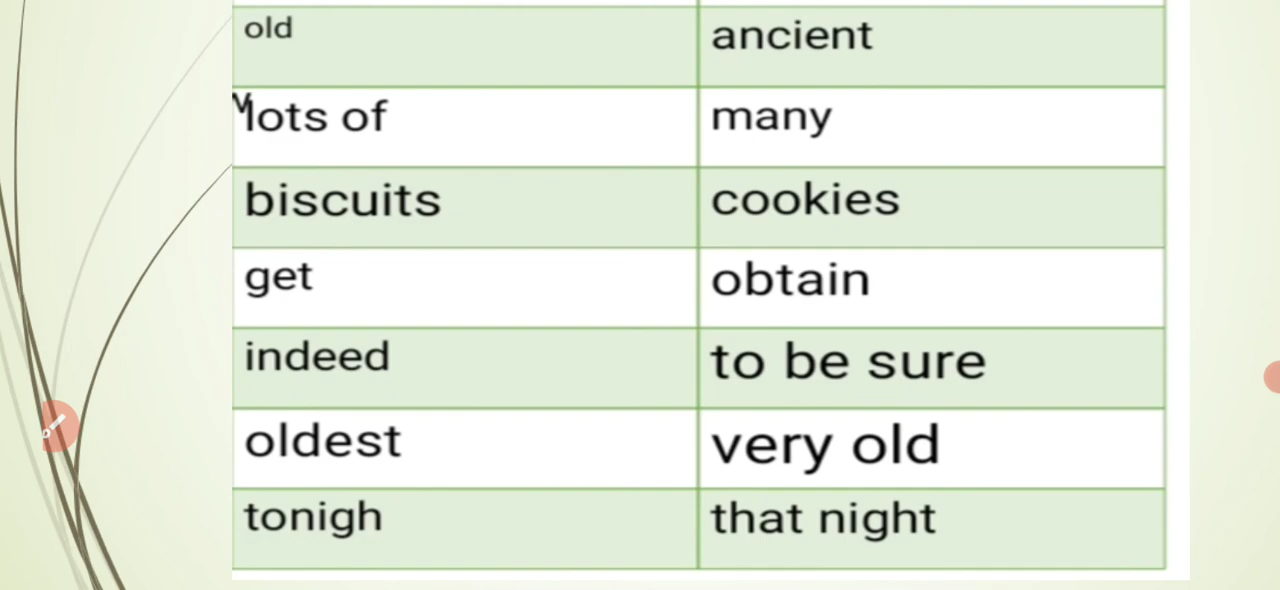 old ancient
lots of many
biscuits cookies
get obtain
indeed to be sure
oldest very old
tonigh that night